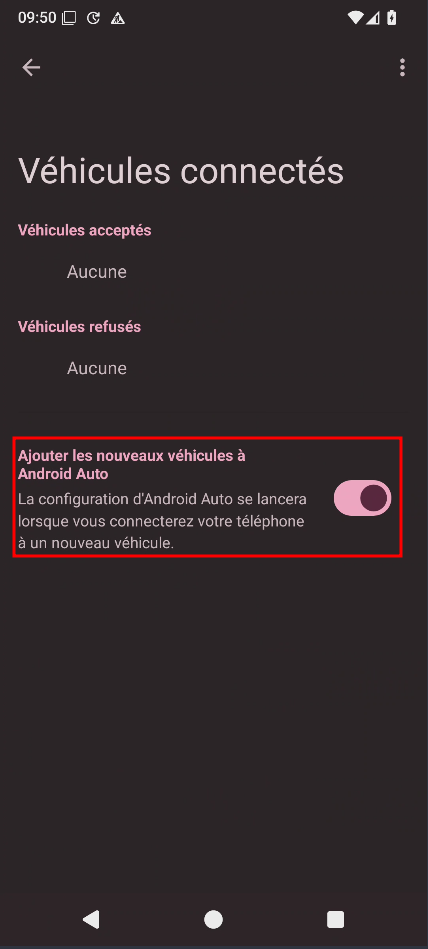 09:50
Véhicules connectés
Véhicules acceptés
Aucune
Véhicules refusés
Aucune
Ajouter les nouveaux véhicules à
Android Auto
La configuration d'Android Auto se lancera
lorsque vous connecterez votre téléphone
à un nouveau véhicule.